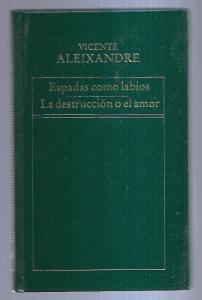 VICENTE
ALEIXANDRE
Espadas como labios
La destrucción o el amor